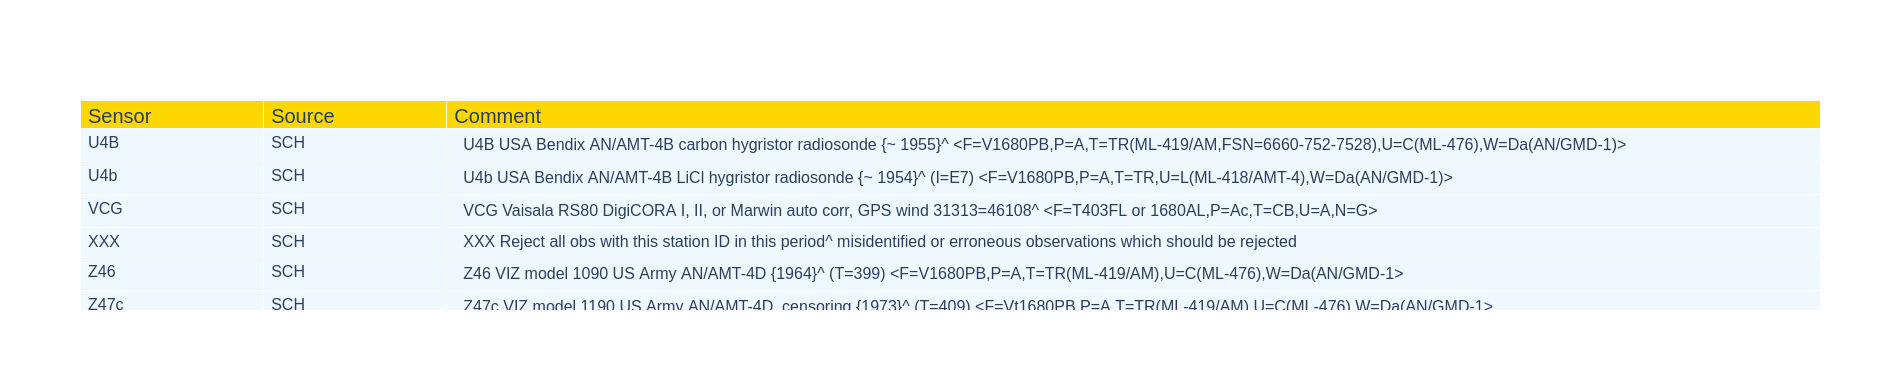 Sensor Source Comment
U4B SCH U4B USA Bendix AN/AMT-4B carbon hygristor radiosonde {~ 1955}^ <F=V1680PB,P=A,T=TR(ML-419/AM,FSN=6660-752-7528),U=C(ML-476),W=Da(AN/GMD-1)>
U4b SCH U4b USA Bendix AN/AMT-4B LiCl hygristor radiosonde {~ 1954}^ (I=E7) <F=V1680PB,P=A,T=TR,U=L(ML-418/AMT-4),W=Da(AN/GMD-1)>
VCG SCH VCG Vaisala RS80 DigiCORA I, II, or Marwin auto corr, GPS wind 31313=46108^ <F=T403FL or 1680AL,P=Ac,T=CB,U=A,N=G>
XXX SCH XXX Reject all obs with this station ID in this period^ misidentified or erroneous observations which should be rejected
Z46 SCH Z46 VIZ model 1090 US Army AN/AMT-4D {1964}^ (T=399) <F=V1680PB,P=A,T=TR(ML-419/AM),U=C(ML-476),W=Da(AN/GMD-1>
Z47c SCH Z47c VIZ model 1190 US Army AN/AMT-4D, censoring {1973}^ (T=409) <F=Vt1680PB,P=A,T=TR(ML-419/AM),U=C(ML-476),W=Da(AN/GMD-1>